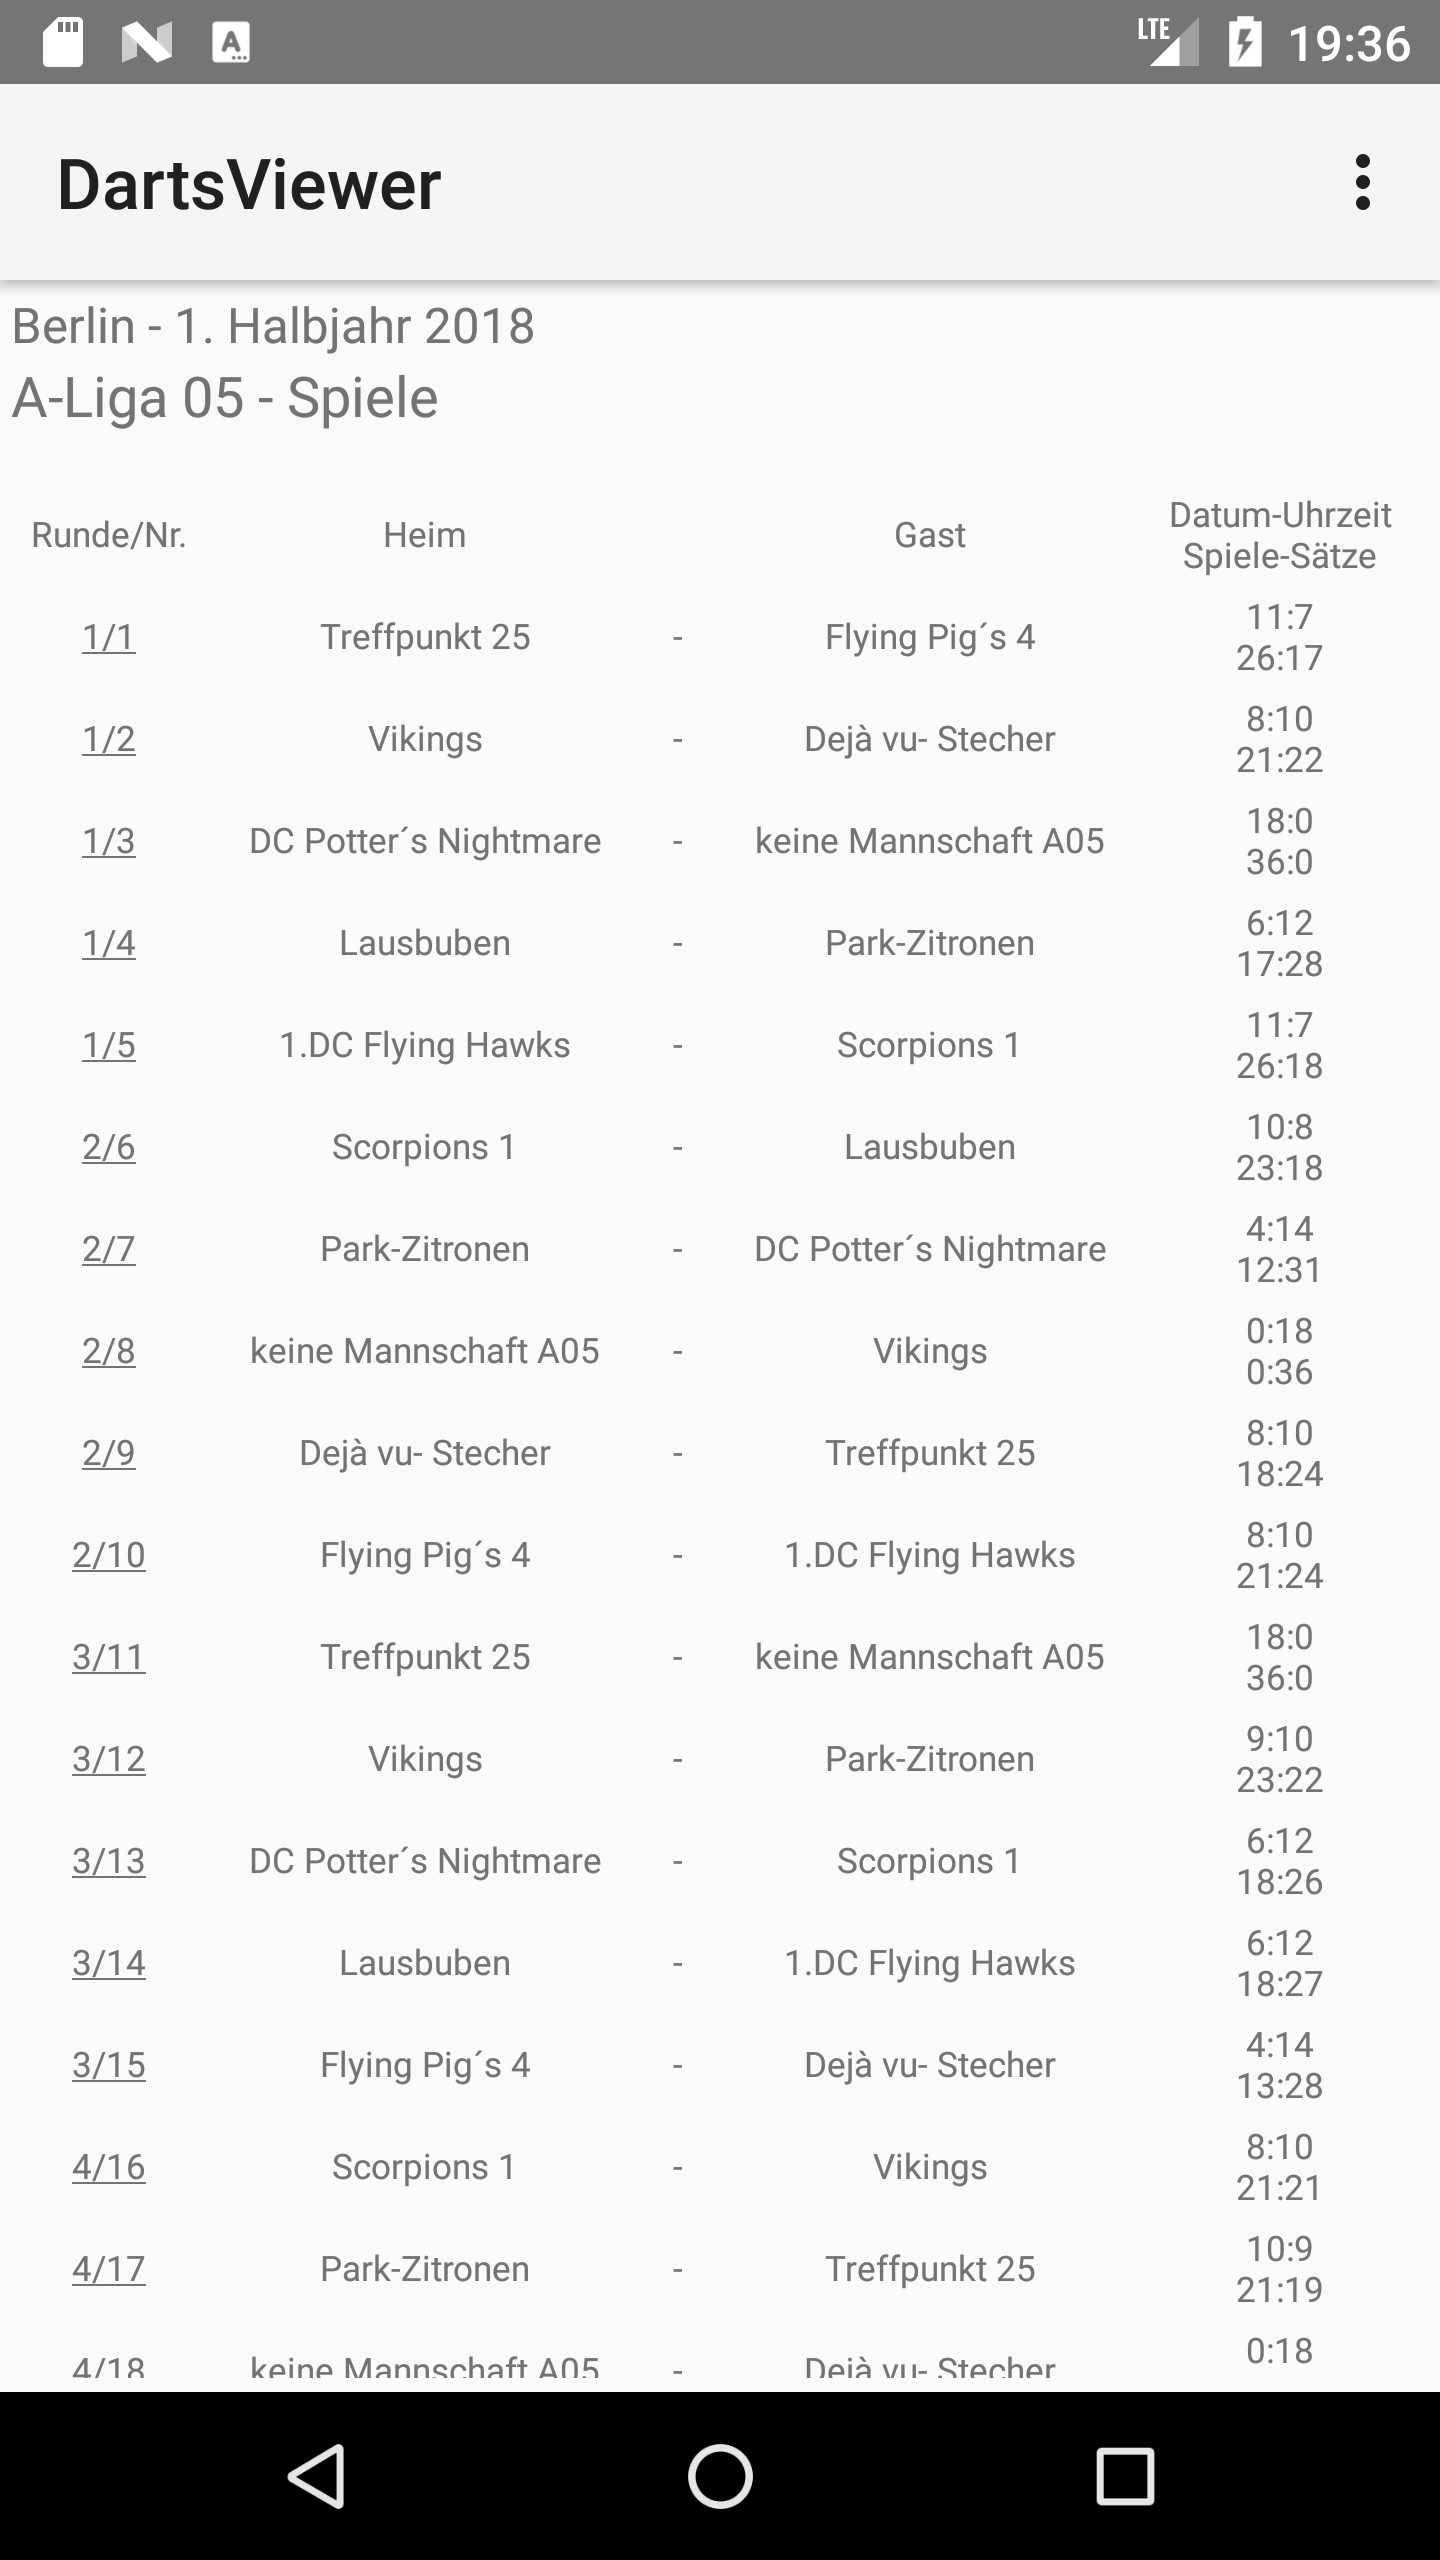 LTE 19:36
DartsViewer
Berlin - 1. Halbjahr 2018
A-Liga 05 - Spiele
Runde/Nr. Heim Gast Datum-Uhrzeit
Spiele-Sätze
1/1 Treffpunkt 25 - Flying Pig´s 4 11:7
26:17
1/2 Vikings - Dejà vu- Stecher 8:10
21:22
1/3 DC Potter´s Nightmare - keine Mannschaft A05 18:0
36:0
1/4 Lausbuben - Park-Zitronen 6:12
17:28
1/5 1.DC Flying Hawks - Scorpions 1 11:7
26:18
2/6 Scorpions 1 - Lausbuben 10:8
23:18
2/7 Park-Zitronen - DC Potter´s Nightmare 4:14
12:31
2/8 keine Mannschaft A05 - Vikings 0:18
0:36
2/9 Dejà vu- Stecher - Treffpunkt 25 8:10
18:24
2/10 Flying Pig´s 4 - 1.DC Flying Hawks 8:10
21:24
3/11 Treffpunkt 25 - keine Mannschaft A05 18:0
36:0
3/12 Vikings - Park-Zitronen 9:10
23:22
3/13 DC Potter´s Nightmare - Scorpions 1 6:12
18:26
3/14 Lausbuben - 1.DC Flying Hawks 6:12
18:27
3/15 Flying Pig´s 4 - Dejà vu- Stecher 4:14
13:28
4/16 Scorpions 1 - Vikings 8:10
21:21
4/17 Park-Zitronen - Treffpunkt 25 10:9
21:19
4/18 keine Mannschaft A05 - Dejà vu- Stecher 0:18